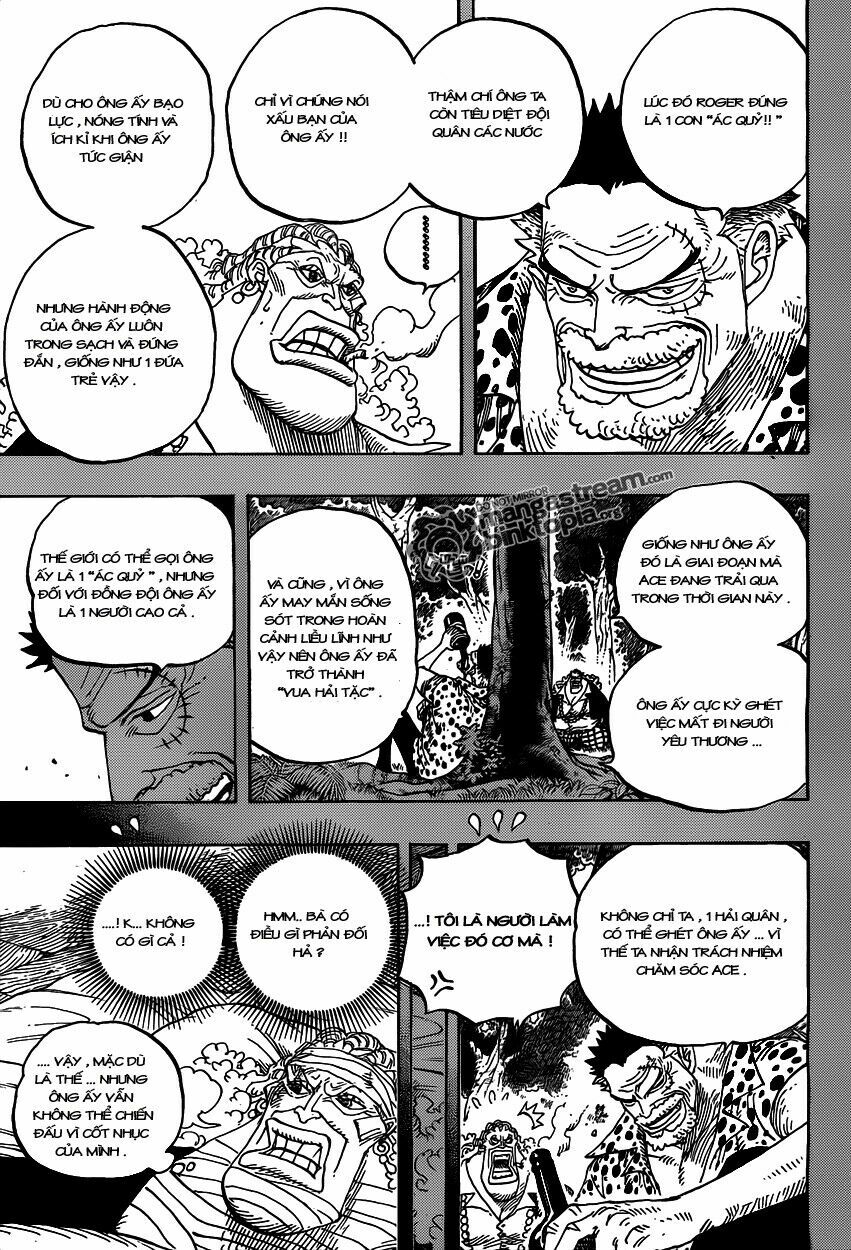 LÚC ĐÓ ROGER ĐÚNG
LÀ 1 CON "ÁC QUỶ!! "
THẬM CHÍ ÔNG TA
CÒN TIÊU DIỆT ĐỘI
QUÂN CÁC NƯỚC
CHỈ VÌ CHÚNG NÓI
XẤU BẠN CỦA
ÔNG ẤY !!
DÙ CHO ÔNG ẤY BẠO
LỰC , NÓNG TÍNH VÀ
ÍCH KỈ KHI ÔNG ẤY
TỨC GIẬN
NHƯNG HÀNH ĐỘNG
CỦA ÔNG ẤY LUÔN
TRONG SẠCH VÀ ĐỨNG
ĐẮN , GIỐNG NHƯ 1 ĐỨA
TRẺ VẬY .
DO NOT MIRROR
mangastream.com
sinktopia.org
GIỐNG NHƯ ÔNG ẤY
ĐÓ LÀ GIAI ĐOẠN MÀ
ACE ĐANG TRẢI QUA
TRONG THỜI GIAN NÀY .
ÔNG ẤY CỰC KỲ GHÉT
VIỆC MẤT ĐI NGƯỜI
YÊU THƯƠNG ...
VÀ CŨNG , VÌ ÔNG
ẤY MAY MẮN SỐNG
SÓT TRONG HOÀN
CẢNH LIỀU LĨNH NHƯ
VẬY NÊN ÔNG ẤY ĐÃ
TRỞ THÀNH
"VUA HẢI TẶC" .
THẾ GIỚI CÓ THỂ GỌI ÔNG
ẤY LÀ 1 "ÁC QUỶ " , NHƯNG
ĐỐI VỚI ĐỒNG ĐỘI ÔNG ẤY
LÀ 1 NGƯỜI CAO CẢ .
KHÔNG CHỈ TA , 1 HẢI QUÂN ,
CÓ THỂ GHÉT ÔNG ẤY ... VÌ
THẾ TA NHẬN TRÁCH NHIỆM
CHĂM SÓC ACE .
...! TÔI LÀ NGƯỜI LÀM
VIỆC ĐÓ CƠ MÀ !
HMM.. BÀ CÓ
ĐIỀU GÌ PHẢN ĐỐI
HẢ ?
....! K... KHÔNG
CÓ GÌ CẢ !
.... VẬY , MẶC DÙ
LÀ THẾ ... NHƯNG
ÔNG ẤY VẪN
KHÔNG THỂ CHIẾN
ĐẤU VÌ CỐT NHỤC
CỦA MÌNH .